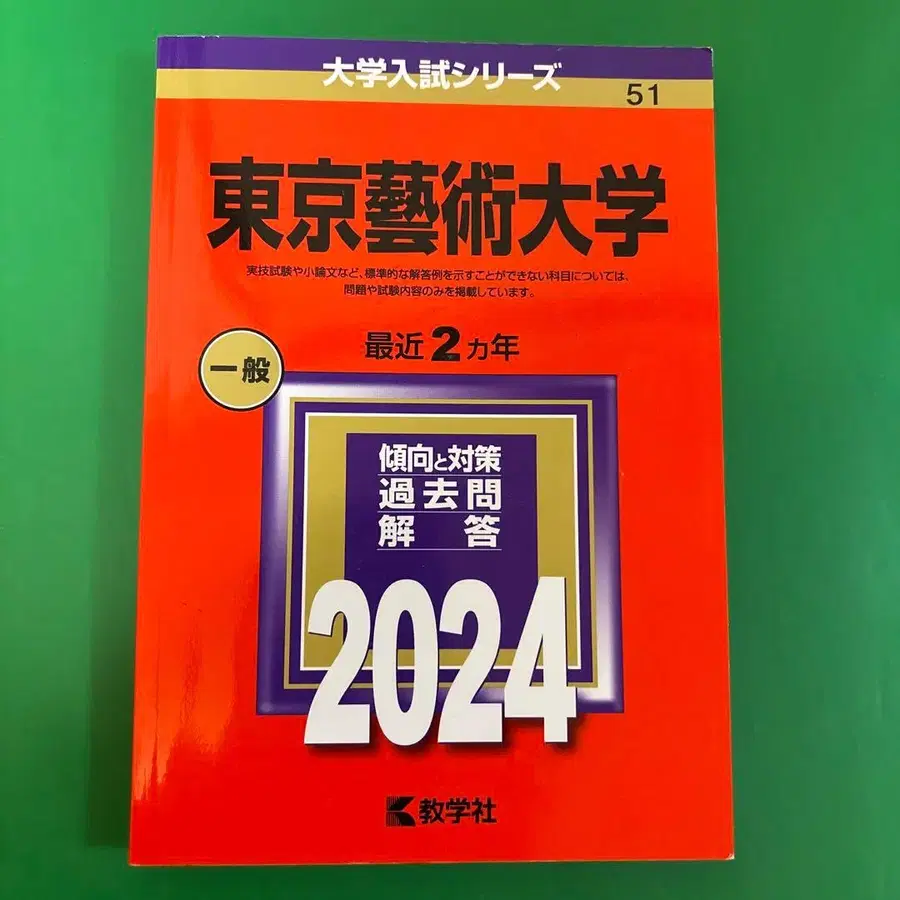 大学入試シリーズ
51
東京藝術大学
実技試験や小論文など、標準的な解答例を示すことができない科目については、
問題や試験内容のみを掲載しています。
最近2ヵ年
一般
傾向と対策
過去問
解答
2024
教学社